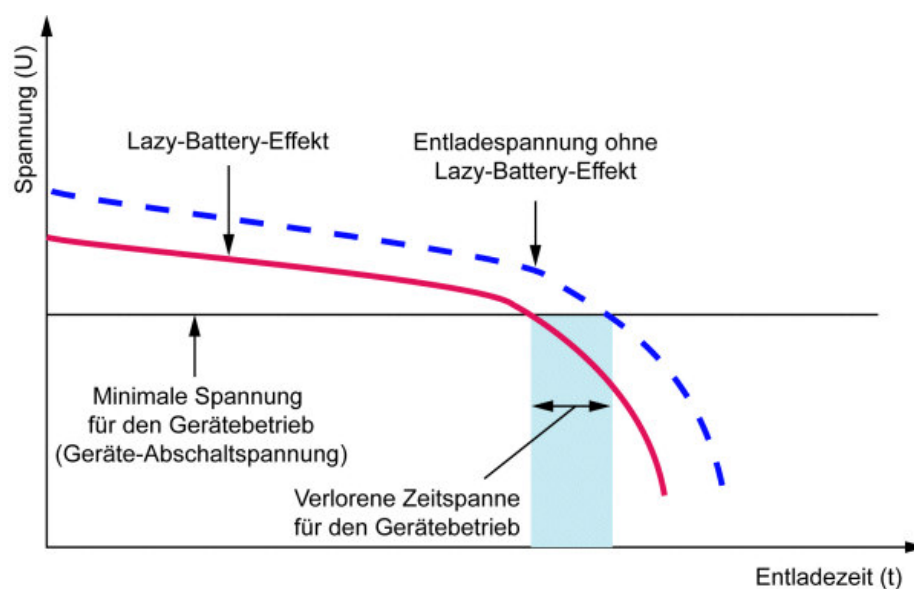 Spannung (U)
Lazy-Battery-Effekt
Entladespannung ohne
Lazy-Battery-Effekt
Minimale Spannung
für den Gerätebetrieb
(Geräte-Abschaltspannung)
Verlorene Zeitspanne
für den Gerätebetrieb
Entladezeit (t)